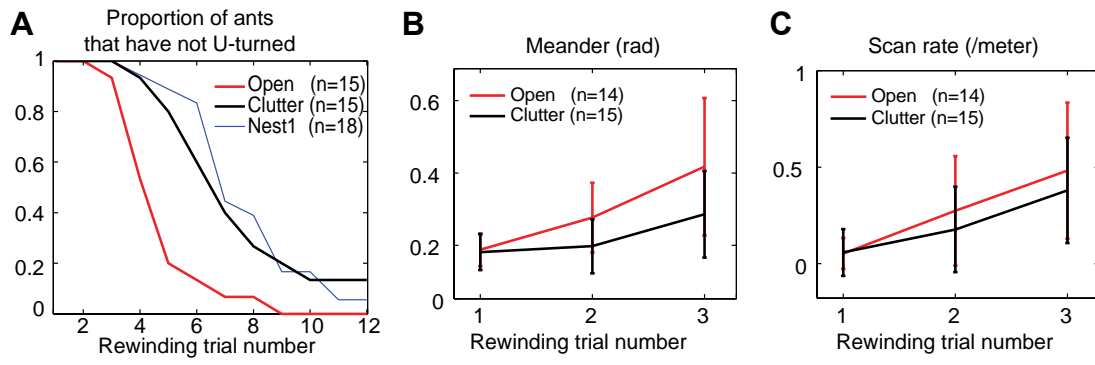 A
Proportion of ants
that have not U-turned
1
0.8
0.6
0.4
0.2
0
2 4 6 8 10 12
Rewinding trial number
Open (n=15)
Clutter (n=15)
Nest1 (n=18)
B
Meander (rad)
0.6
0.4
0.2
0
1 2 3
Rewinding trial number
Open (n=14)
Clutter (n=15)
C
Scan rate (/meter)
1
0.5
0
1 2 3
Rewinding trial number
Open (n=14)
Clutter (n=15)